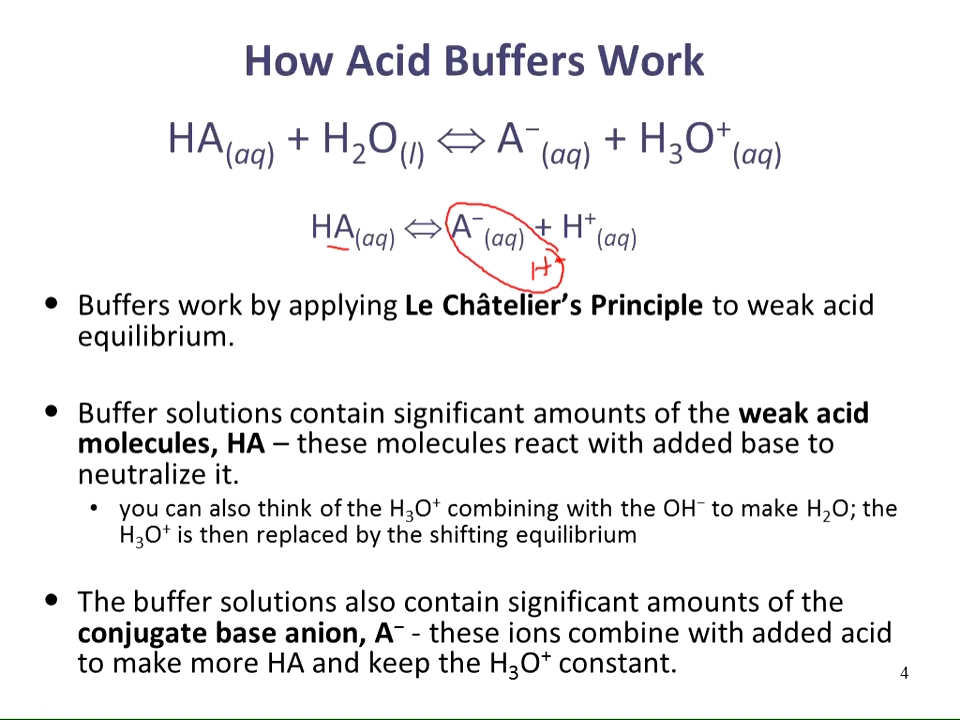 How Acid Buffers Work
HA(aq) + H₂O(l) ⇔ A⁻(aq) + H₃O⁺(aq)
HA(aq) ⇔ A⁻(aq) + H⁺(aq)
H⁺
• Buffers work by applying Le Châtelier’s Principle to weak acid
equilibrium.
• Buffer solutions contain significant amounts of the weak acid
molecules, HA – these molecules react with added base to
neutralize it.
• you can also think of the H₃O⁺ combining with the OH⁻ to make H₂O; the
H₃O⁺ is then replaced by the shifting equilibrium
• The buffer solutions also contain significant amounts of the
conjugate base anion, A⁻ - these ions combine with added acid
to make more HA and keep the H₃O⁺ constant.
4